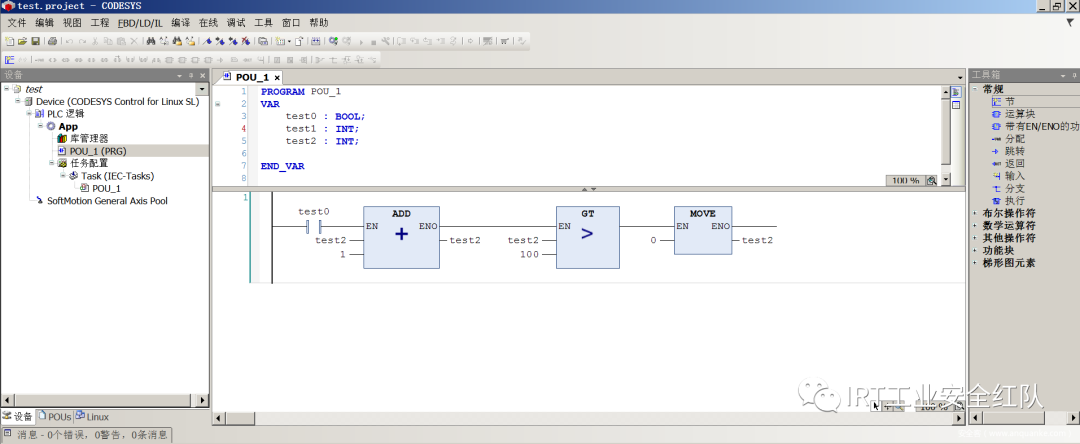 test.project - CODESYS
文件 编辑 视图 工程 FBD/LD/IL 编译 在线 调试 工具 窗口 帮助
设备
test
Device (CODESYS Control for Linux SL)
PLC 逻辑
App
库管理器
POU_1 (PRG)
任务配置
Task (IEC-Tasks)
POU_1
SoftMotion General Axis Pool
设备 POUs Linux
消息 - 0个错误, 0警告, 0条消息
POU_1
1 PROGRAM POU_1
2 VAR
3 test0 : BOOL;
4 test1 : INT;
5 test2 : INT;
6
7 END_VAR
8
100 %
1
test0
ADD GT MOVE
EN ENO EN EN ENO
+ >
test2 test2 test2 0 test2
1 100
100 %
工具箱
常规
节
运算块
带有EN/ENO的功
分配
跳转
返回
输入
分支
执行
布尔操作符
数学运算符
其他操作符
功能块
梯形图元素
IRT工业安全红队